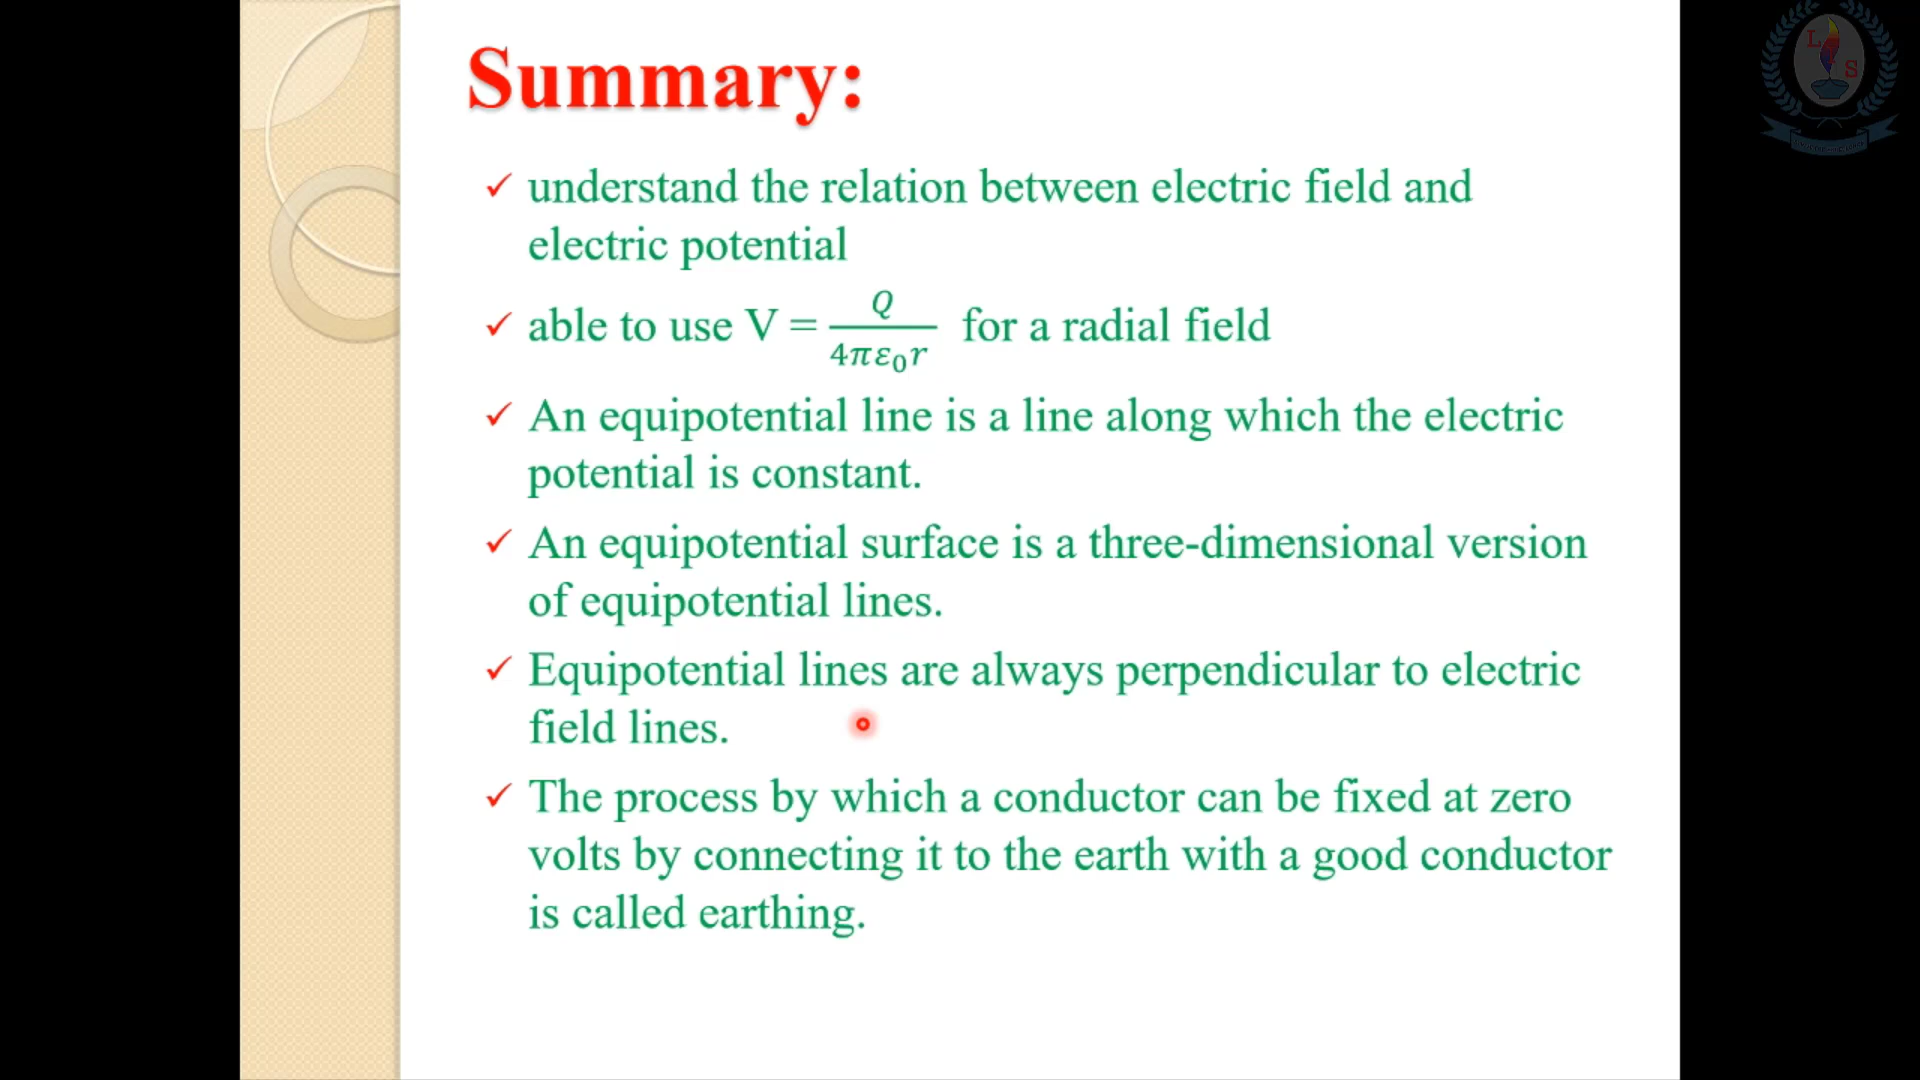 Summary:
✓ understand the relation between electric field and
electric potential
✓ able to use V = \frac{Q}{4πε₀r} for a radial field
✓ An equipotential line is a line along which the electric
potential is constant.
✓ An equipotential surface is a three-dimensional version
of equipotential lines.
✓ Equipotential lines are always perpendicular to electric
field lines.
✓ The process by which a conductor can be fixed at zero
volts by connecting it to the earth with a good conductor
is called earthing.
L
S